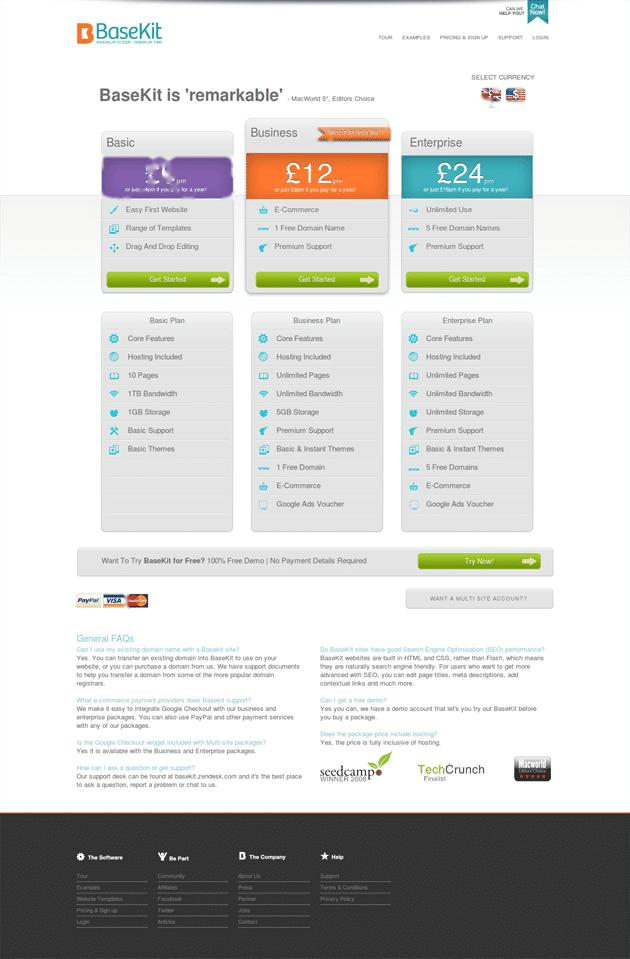 CAN WE
HELP YOU?
Chat
Now!
BaseKit
MAXIMUM DESIGN - MINIMUM TIME
TOUR EXAMPLES PRICING & SIGN UP SUPPORT LOGIN
SELECT CURRENCY
BaseKit is 'remarkable' - MacWorld 5*, Editors Choice
Basic
pm
or just pm if you pay for a year!
Easy First Website
Range of Templates
Drag And Drop Editing
Get Started
Business
£12pm
or just £8pm if you pay for a year!
E-Commerce
1 Free Domain Name
Premium Support
Get Started
Enterprise
£24pm
or just £16pm if you pay for a year!
Unlimited Use
5 Free Domain Names
Premium Support
Get Started
Basic Plan
Core Features
Hosting Included
10 Pages
1TB Bandwidth
1GB Storage
Basic Support
Basic Themes
Business Plan
Core Features
Hosting Included
Unlimited Pages
Unlimited Bandwidth
5GB Storage
Premium Support
Basic & Instant Themes
1 Free Domain
E-Commerce
Google Ads Voucher
Enterprise Plan
Core Features
Hosting Included
Unlimited Pages
Unlimited Bandwidth
Unlimited Storage
Premium Support
Basic & Instant Themes
5 Free Domains
E-Commerce
Google Ads Voucher
Want To Try BaseKit for Free? 100% Free Demo | No Payment Details Required
Try Now!
PayPal VISA MasterCard
WANT A MULTI SITE ACCOUNT?
General FAQs
Can I use my existing domain name with a Basekit site?
Yes. You can transfer an existing domain into BaseKit to use on your
website, or you can purchase a domain from us. We have support documents
to help you transfer a domain from some of the more popular domain
registrars.
What e-commerce payment providers does Basekit support?
We make it easy to integrate Google Checkout with our business and
enterprise packages. You can also use PayPal and other payment services
with any of our packages.
Is the Google Checkout widget included with Multi-site packages?
Yes it is available with the Business and Enterprise packages.
How can I ask a question or get support?
Our support desk can be found at basekit.zendesk.com and it's the best place
to ask a question, report a problem or chat to us.
Do BaseKit sites have good Search Engine Optimisation (SEO) performance?
BaseKit websites are built in HTML and CSS, rather than Flash, which means
they are naturally search engine friendly. For users who want to get more
advanced with SEO, you can edit page titles, meta descriptions, add
contextual links and much more.
Can I get a free demo?
Yes you can, we have a demo account that let's you try out BaseKit before
you buy a package.
Does the package price include hosting?
Yes, the price is fully inclusive of hosting.
seedcamp
WINNER 2008
TechCrunch
Finalist
Macworld
Editors' Choice
The Software
Tour
Examples
Website Templates
Pricing & Sign up
Login
Be Part
Community
Affiliates
Facebook
Twitter
Articles
The Company
About Us
Press
Partner
Jobs
Contact
Help
Support
Terms & Conditions
Privacy Policy